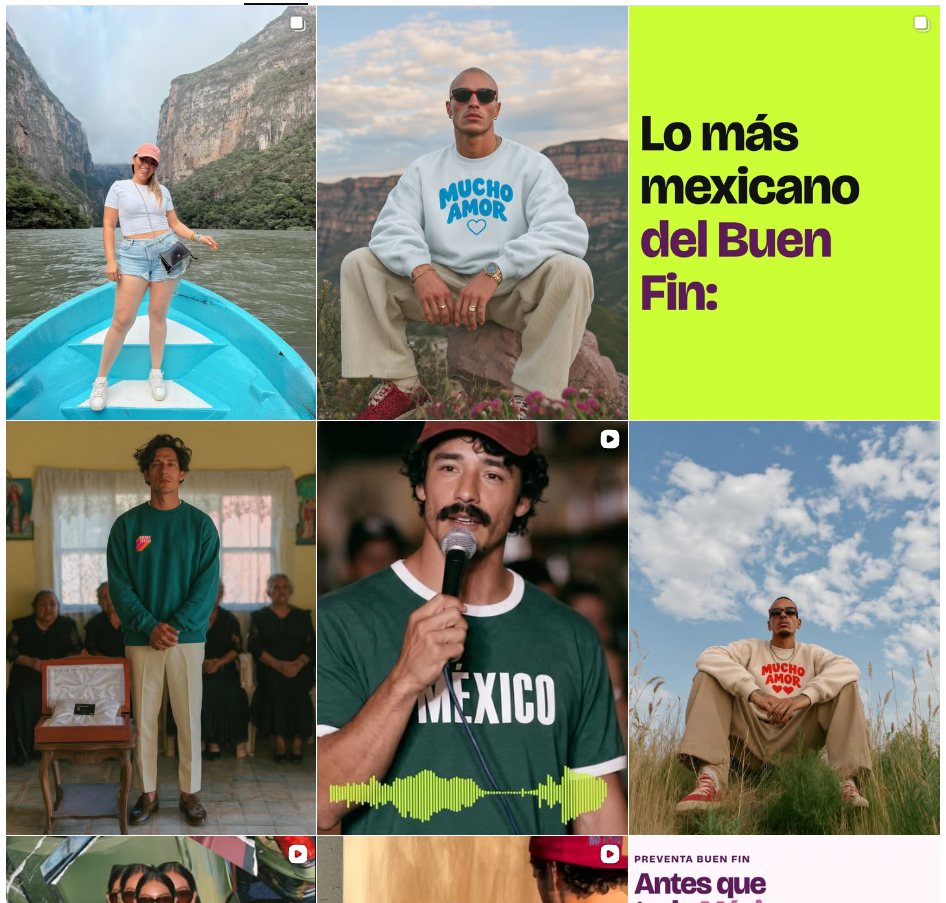 MUCHO
AMOR
Lo más
mexicano
del Buen
Fin:
MÉXICO
MUCHO
AMOR
PREVENTA BUEN FIN
Antes que